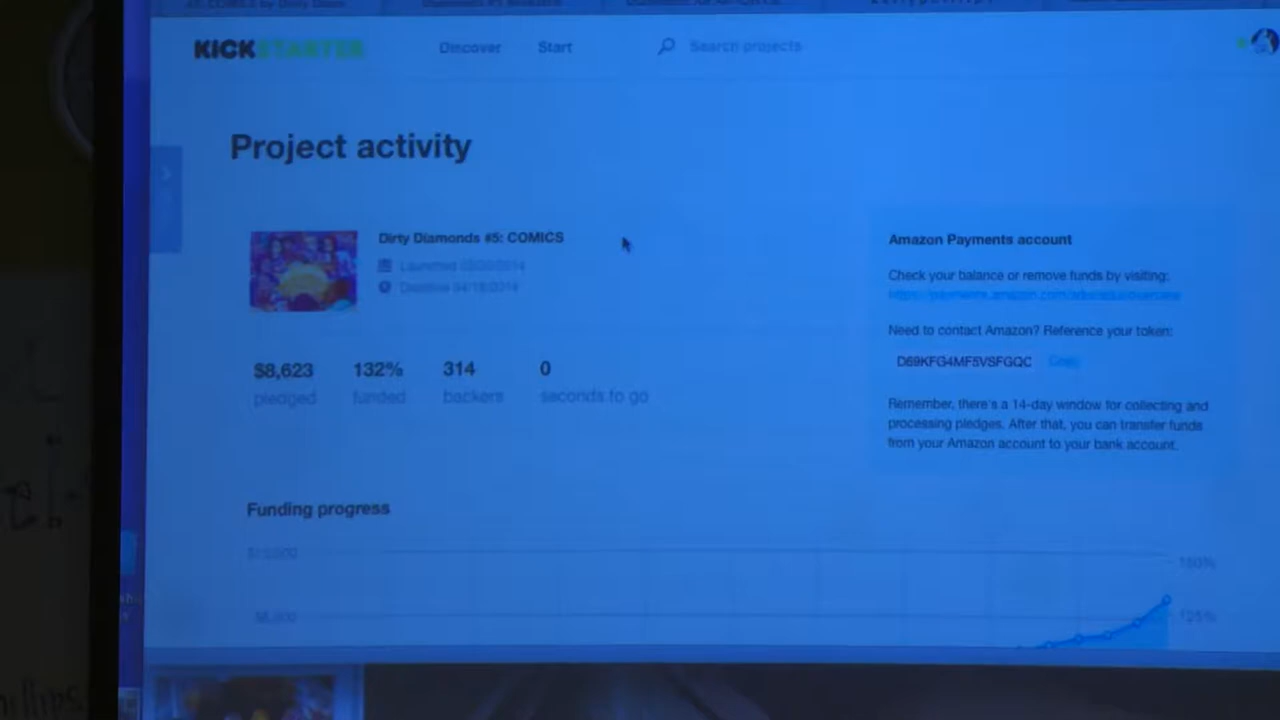 KICKSTARTER
Discover
Start
Search projects
Project activity
Dirty Diamonds #5: COMICS
Amazon Payments account
Check your balance or remove funds by visiting:
Need to contact Amazon? Reference your token:
D69KFG4MF5VSFGQC
Copy
Remember, there's a 14-day window for collecting and
processing pledges. After that, you can transfer funds
from your Amazon account to your bank account.
$8,623
132%
314
0
pledged
funded
backers
seconds to go
Funding progress
150%
125%